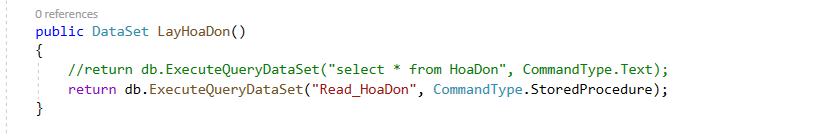 0 references
public DataSet LayHoaDon()
{
//return db.ExecuteQueryDataSet("select * from HoaDon", CommandType.Text);
return db.ExecuteQueryDataSet("Read_HoaDon", CommandType.StoredProcedure);
}